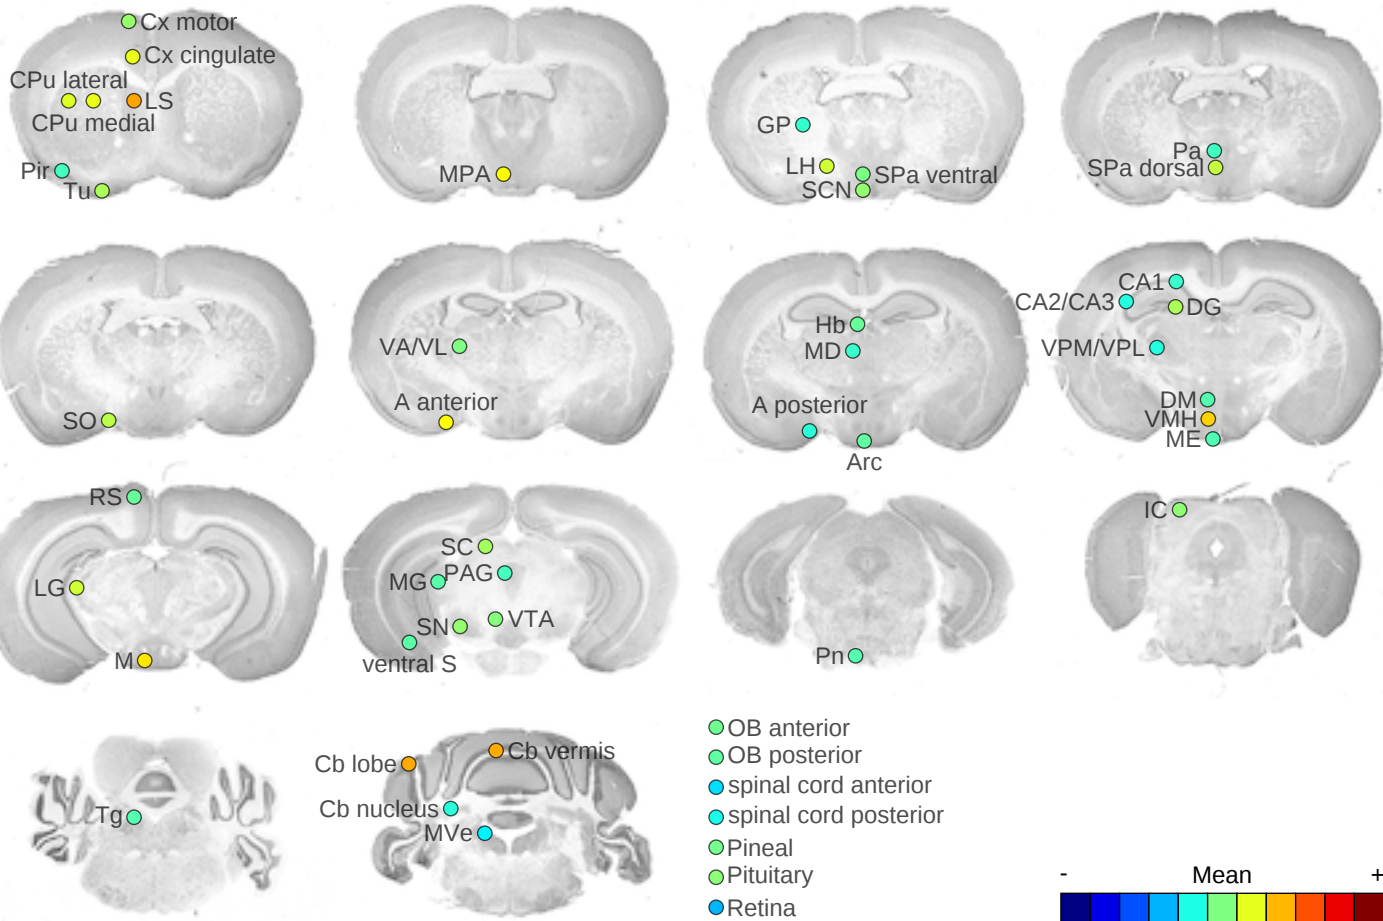 Cx motor
Cx cingulate
CPu lateral
LS
CPu medial
Pir
Tu
MPA
GP
LH
SPa ventral
SCN
Pa
SPa dorsal
SO
VA/VL
A anterior
Hb
MD
A posterior
Arc
CA1
CA2/CA3
DG
VPM/VPL
DM
VMH
ME
RS
LG
M
SC
PAG
MG
VTA
SN
ventral S
Pn
IC
Tg
Cb vermis
Cb lobe
Cb nucleus
MVe
OB anterior
OB posterior
spinal cord anterior
spinal cord posterior
Pineal
Pituitary
Retina
- Mean +